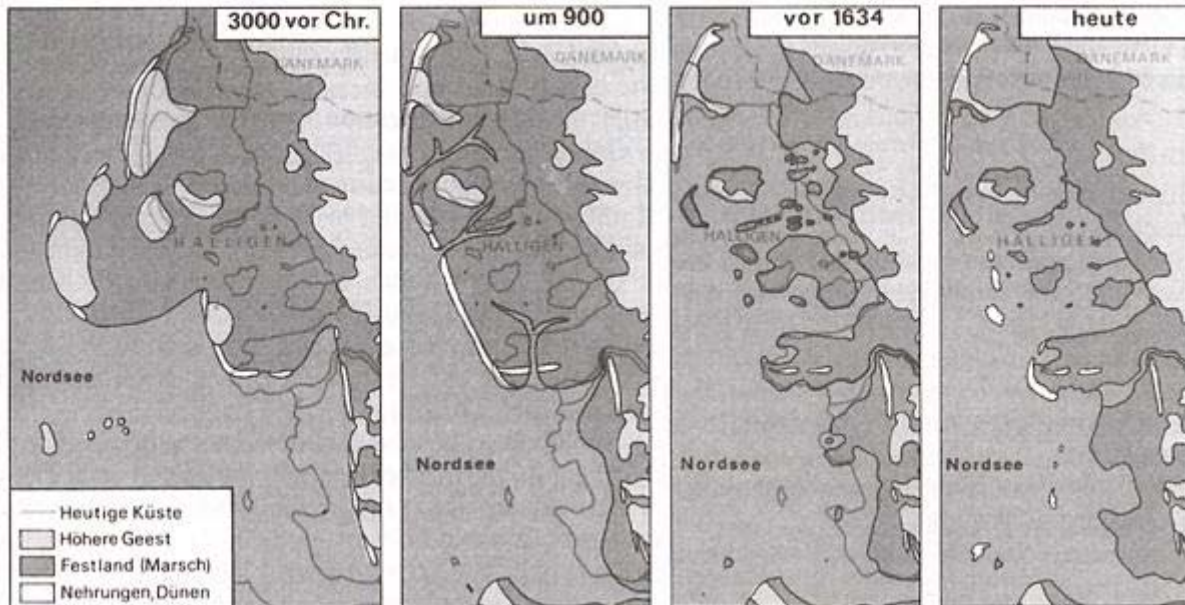 3000 vor Chr.
DÄNEMARK
HALLIGEN
Nordsee
Heutige Küste
Höhere Geest
Festland (Marsch)
Nehrungen, Dünen
um 900
DÄNEMARK
HALLIGEN
Nordsee
vor 1634
DÄNEMARK
HALLIGEN
Nordsee
heute
DÄNEMARK
HALLIGEN
Nordsee